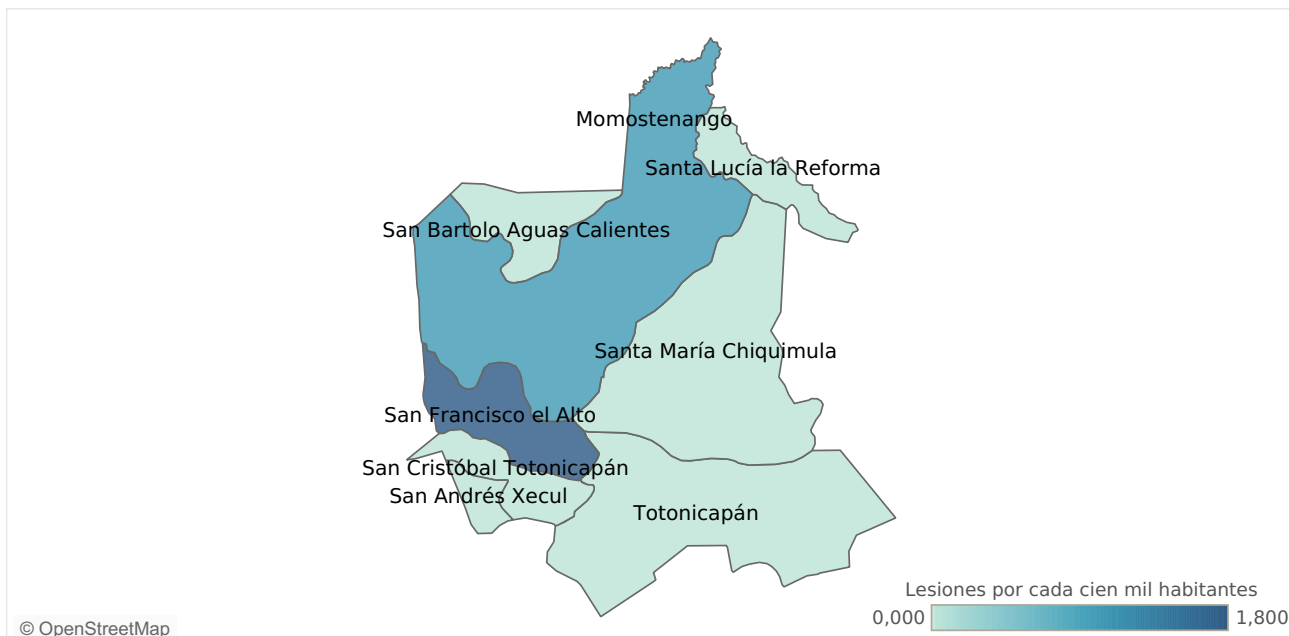 Momostenango
Santa Lucía la Reforma
San Bartolo Aguas Calientes
Santa María Chiquimula
San Francisco el Alto
San Cristóbal Totonicapán
San Andrés Xecul
Totonicapán
Lesiones por cada cien mil habitantes
0,000 1,800
© OpenStreetMap